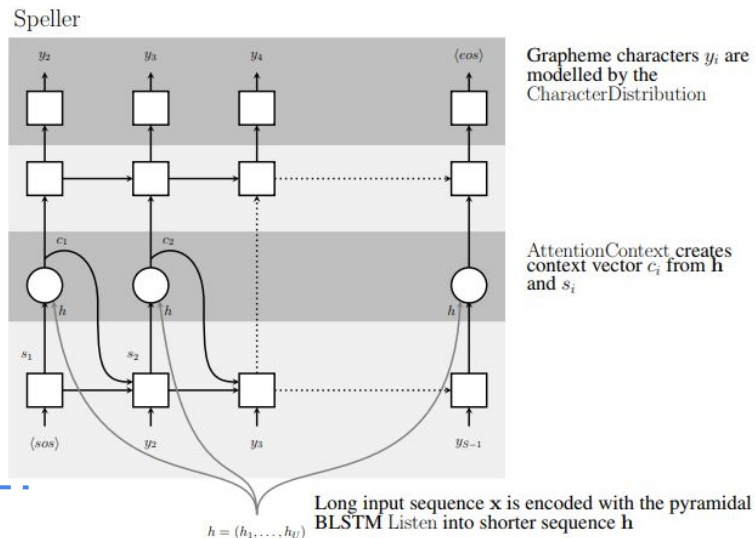 Speller
y₂ y₃ y₄ ⟨eos⟩
Grapheme characters yᵢ are
modelled by the
CharacterDistribution
c₁ c₂
AttentionContext creates
context vector cᵢ from h
and sᵢ
h h h
s₁ s₂
⟨sos⟩ y₂ y₃ y_{S−1}
Long input sequence x is encoded with the pyramidal
h = (h₁, . . . , h_U) BLSTM Listen into shorter sequence h